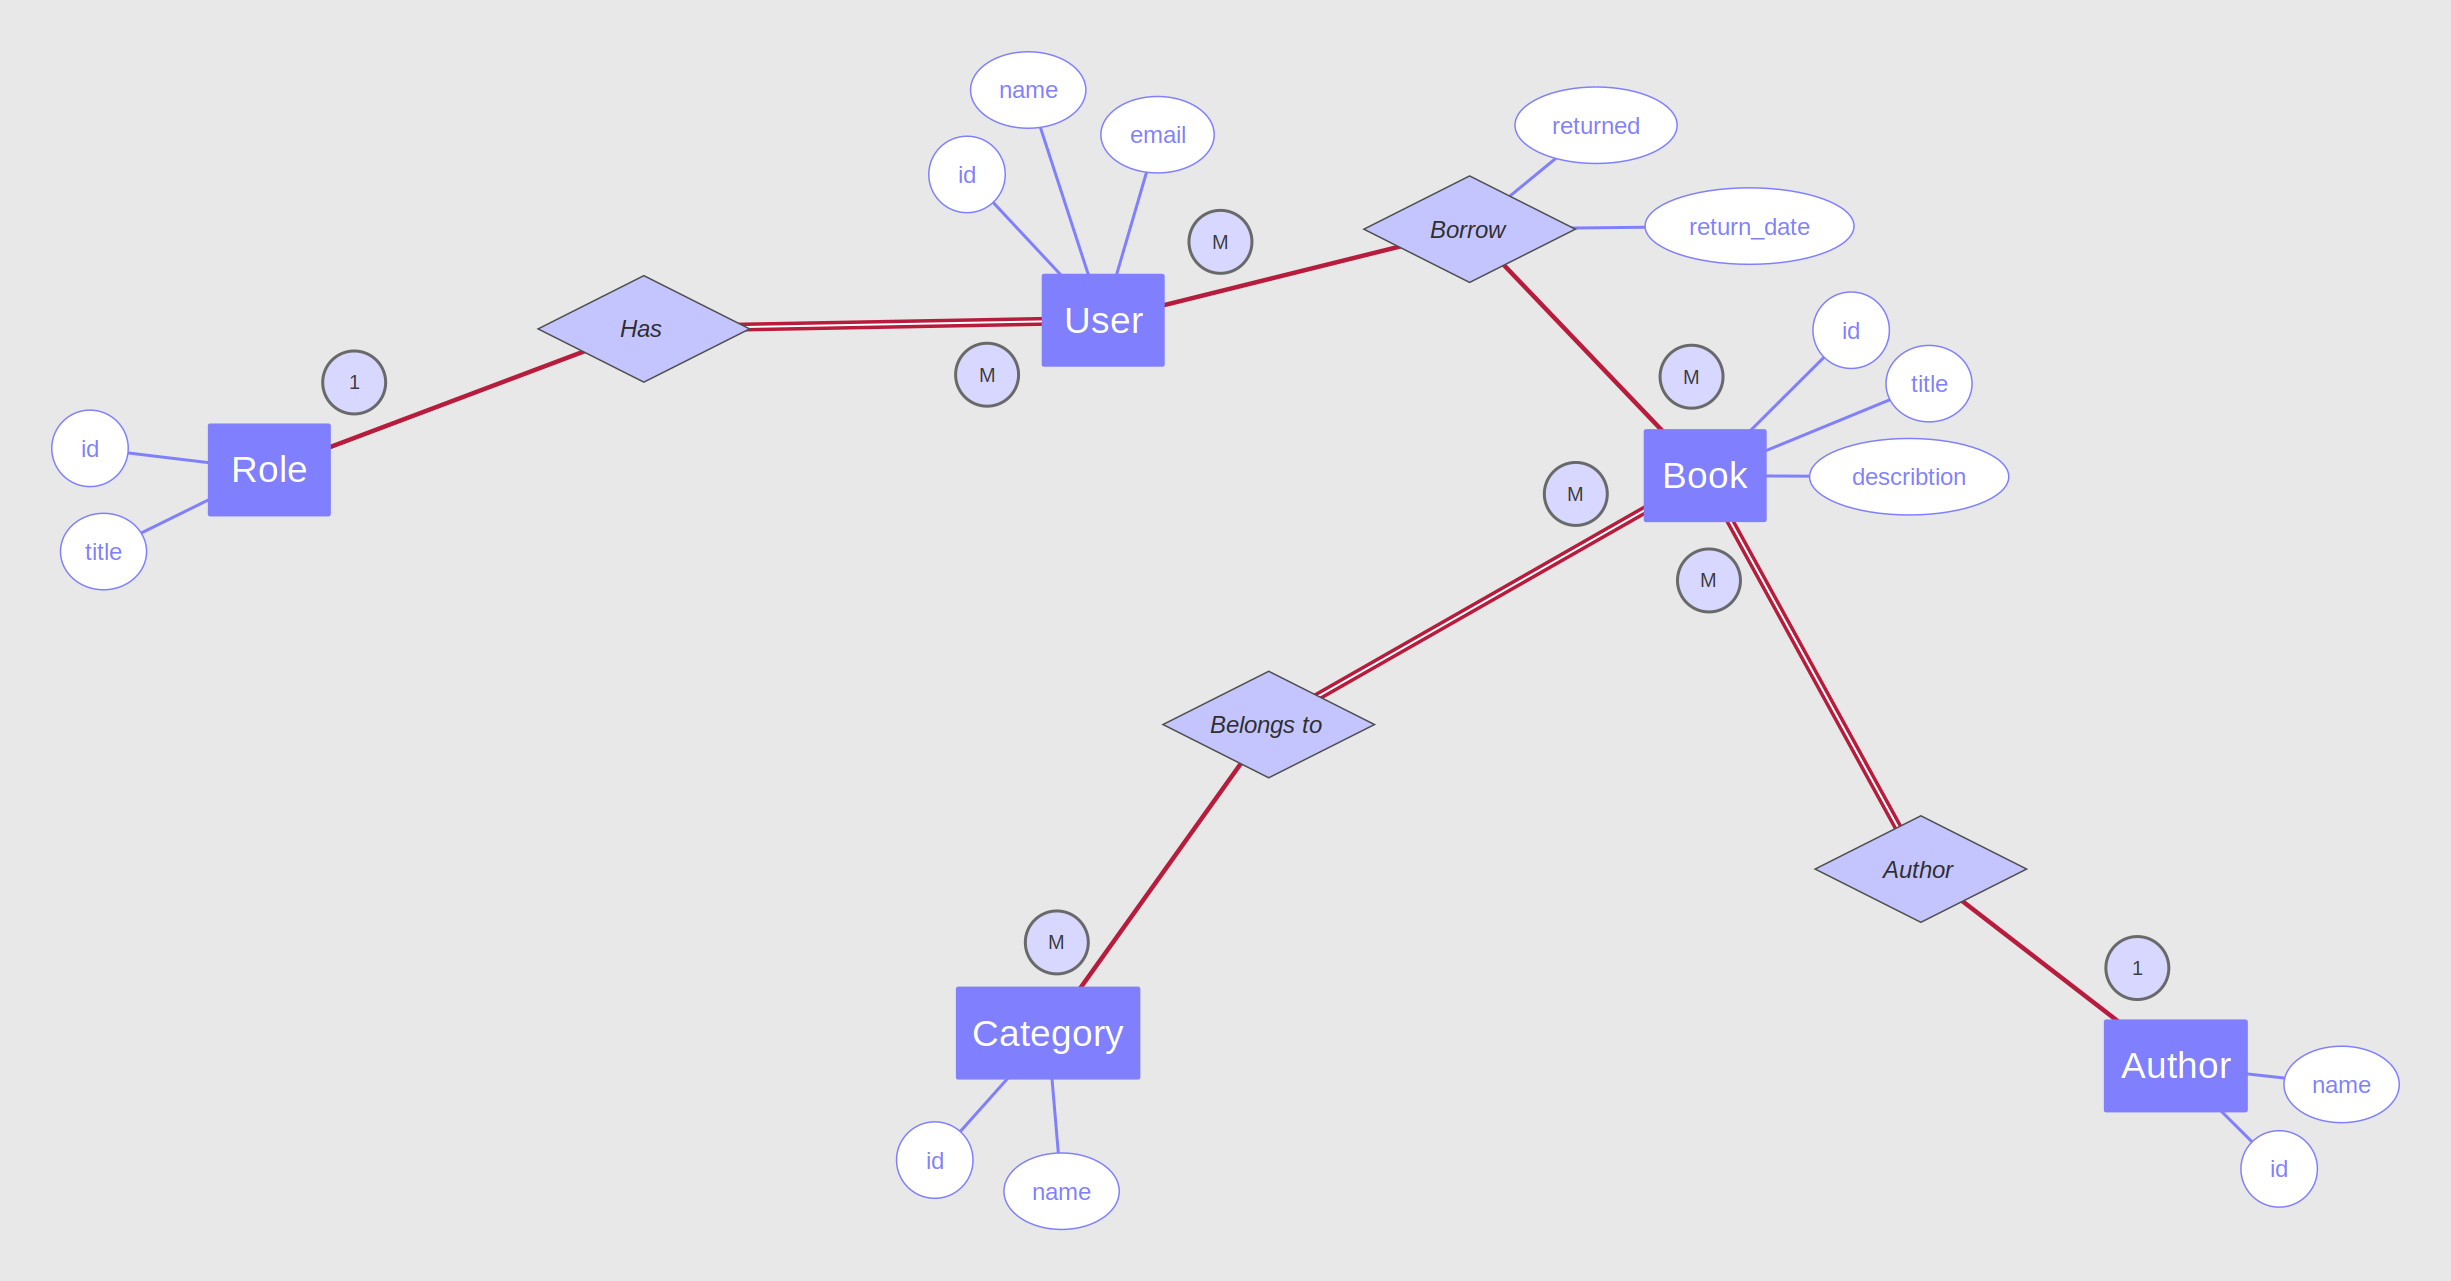 name
email
id
returned
return_date
Borrow
M
User
Has
M
1
Role
id
title
M
id
title
describtion
Book
M
M
Belongs to
Author
M
1
Category
Author
name
id
id
name